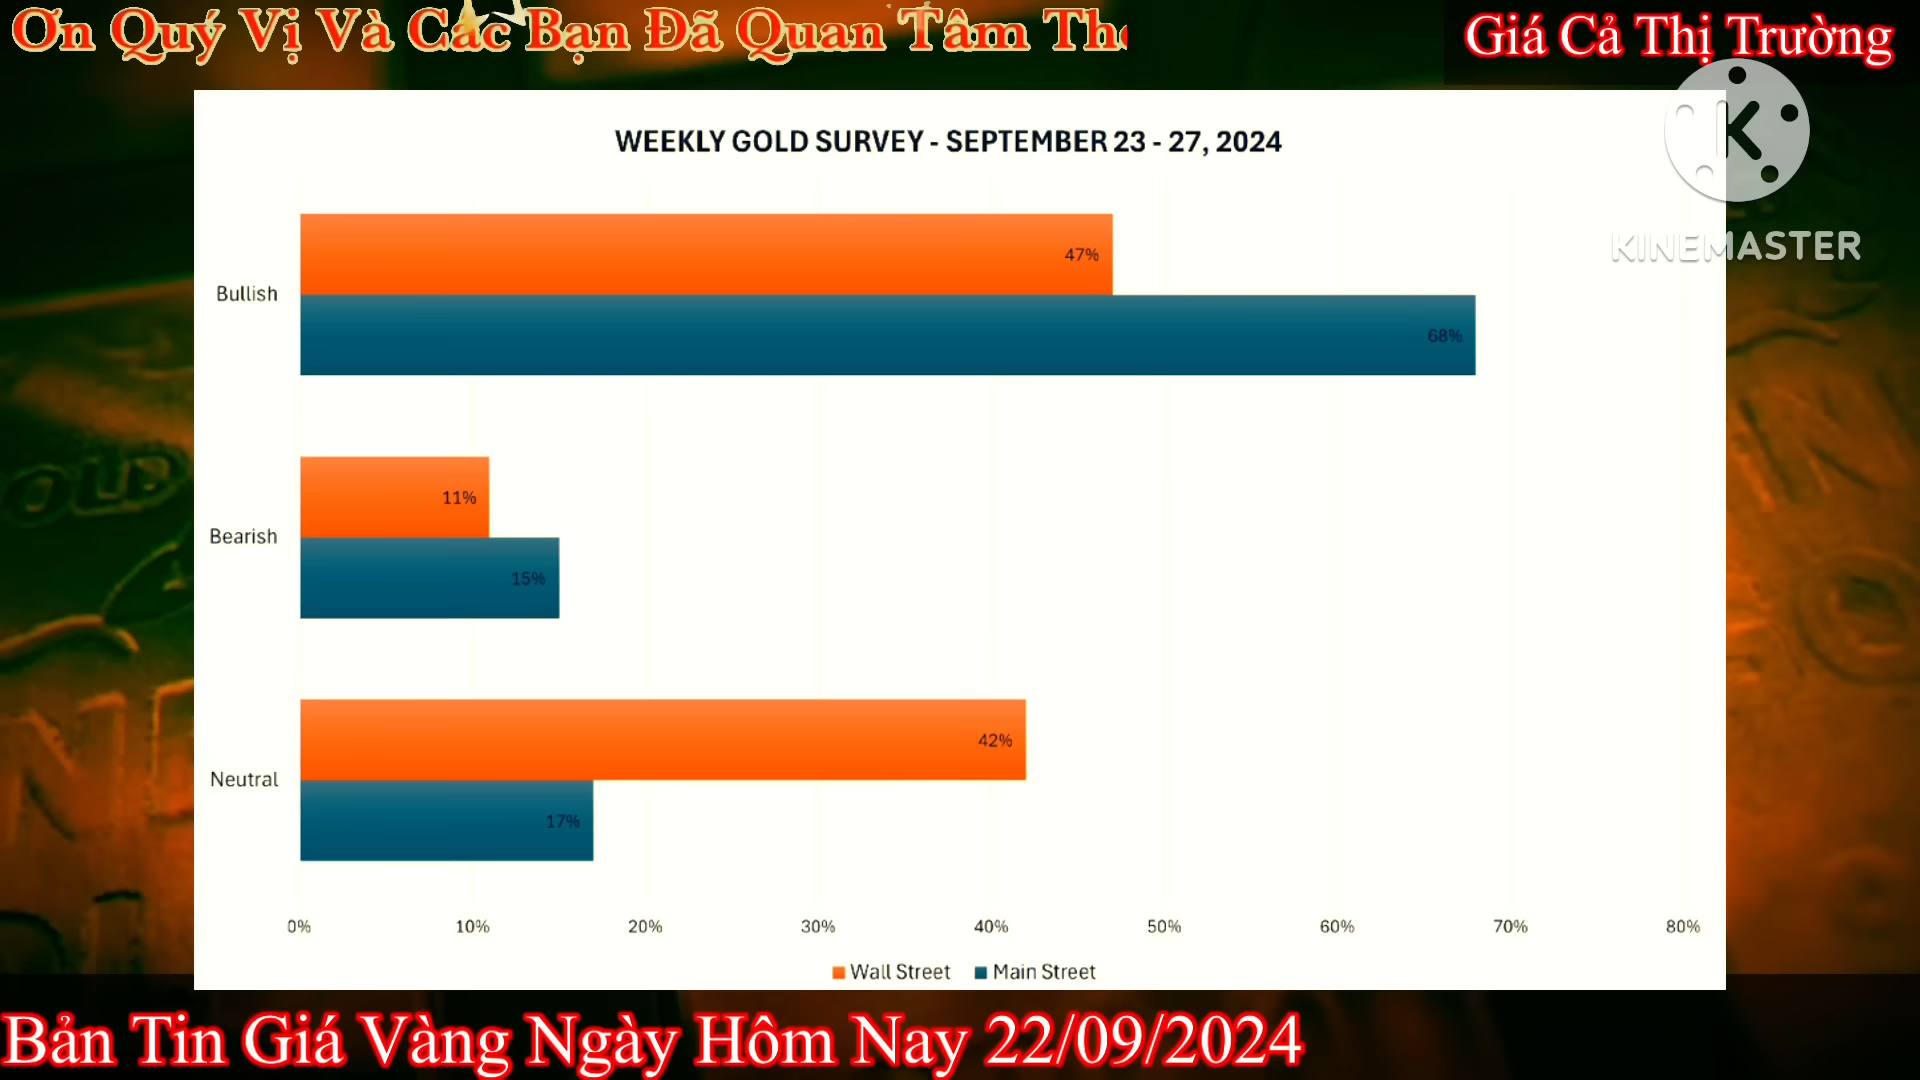 Ơn Quý Vị Và Các Bạn Đã Quan Tâm
Giá Cả Thị Trường
K
KINEMASTER
WEEKLY GOLD SURVEY - SEPTEMBER 23 - 27, 2024
47%
Bullish
68%
11%
Bearish
15%
42%
Neutral
17%
0% 10% 20% 30% 40% 50% 60% 70% 80%
Wall Street Main Street
Bản Tin Giá Vàng Ngày Hôm Nay 22/09/2024